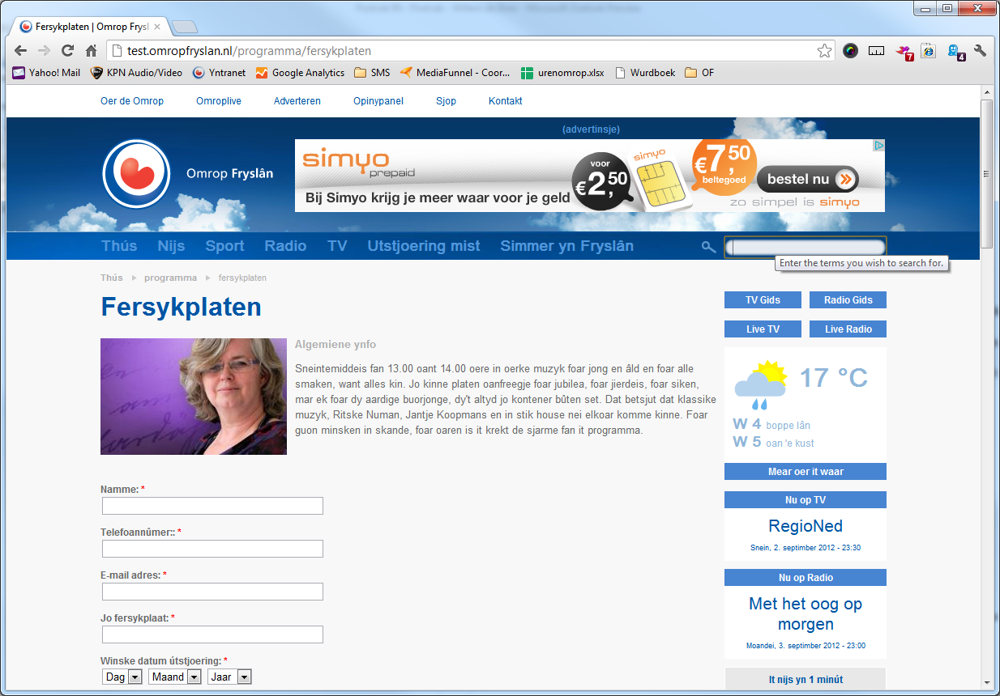 Fersykplaten | Omrop Frysl
test.omropfryslan.nl/programma/fersykplaten
7
4
Yahoo! Mail KPN Audio/Video Yntranet Google Analytics SMS MediaFunnel - Coor... urenomrop.xlsx Wurdboek OF
Oer de Omrop Omroplive Adverteren Opinypanel Sjop Kontakt
(advertinsje)
Omrop Fryslân
simyo
prepaid
Bij Simyo krijg je meer waar voor je geld
voor
€2,50
simyo
€7,50
beltegoed
bestel nu
zo simpel is simyo
Thús Nijs Sport Radio TV Utstjoering mist Simmer yn Fryslân
Enter the terms you wish to search for.
Thús programma fersykplaten
Fersykplaten
Algemiene ynfo
Sneintemiddeis fan 13.00 oant 14.00 oere in oerke muzyk foar jong en âld en foar alle
smaken, want alles kin. Jo kinne platen oanfreegje foar jubilea, foar jierdeis, foar siken,
mar ek foar dy aardige buorjonge, dy't altyd jo kontener bûten set. Dat betsjut dat klassike
muzyk, Ritske Numan, Jantje Koopmans en in stik house nei elkoar komme kinne. Foar
guon minsken in skande, foar oaren is it krekt de sjarme fan it programma.
Namme: *
Telefoannûmer:: *
E-mail adres: *
Jo fersykplaat: *
Winske datum útstjoering: *
Dag Maand Jaar
TV Gids Radio Gids
Live TV Live Radio
17 °C
W 4 boppe lân
W 5 oan 'e kust
Mear oer it waar
Nu op TV
RegioNed
Snein, 2. septimber 2012 - 23:30
Nu op Radio
Met het oog op
morgen
Moandei, 3. septimber 2012 - 23:00
It nijs yn 1 minút